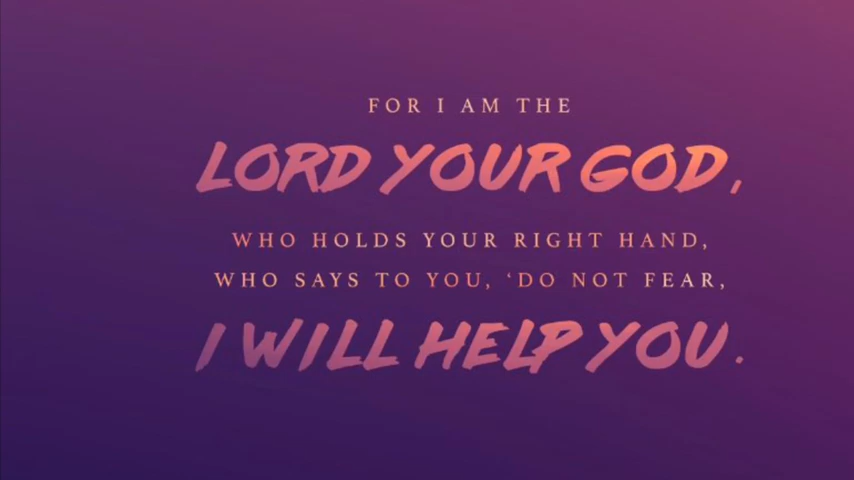 FOR I AM THE
LORD YOUR GOD,
WHO HOLDS YOUR RIGHT HAND,
WHO SAYS TO YOU, ‘DO NOT FEAR,
I WILL HELP YOU.